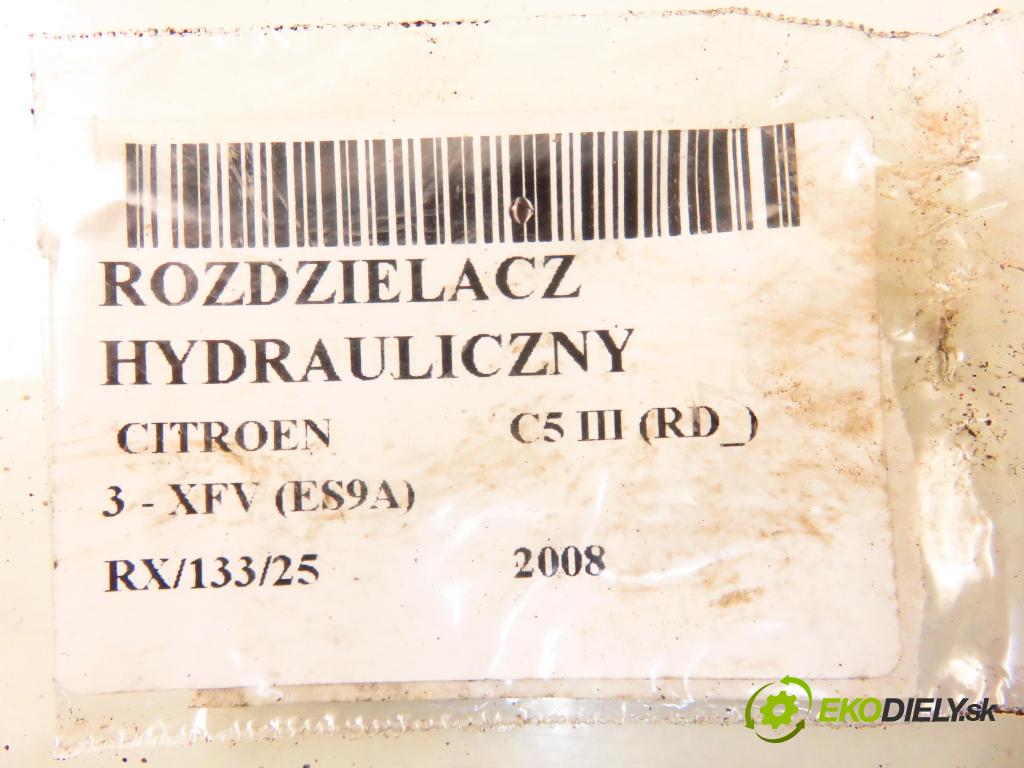 ROZDZIELACZ
HYDRAULICZNY
CITROEN C5 III (RD_)
3 - XFV (ES9A)
RX/133/25 2008
EKODIELY.sk